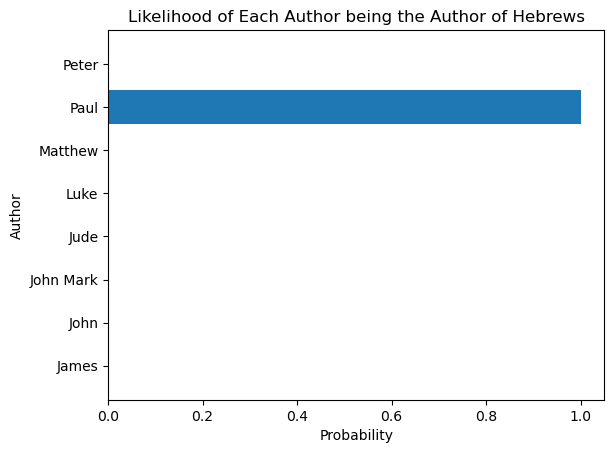 Likelihood of Each Author being the Author of Hebrews
Peter
Paul
Matthew
Luke
Jude
John Mark
John
James
Author
0.0 0.2 0.4 0.6 0.8 1.0
Probability